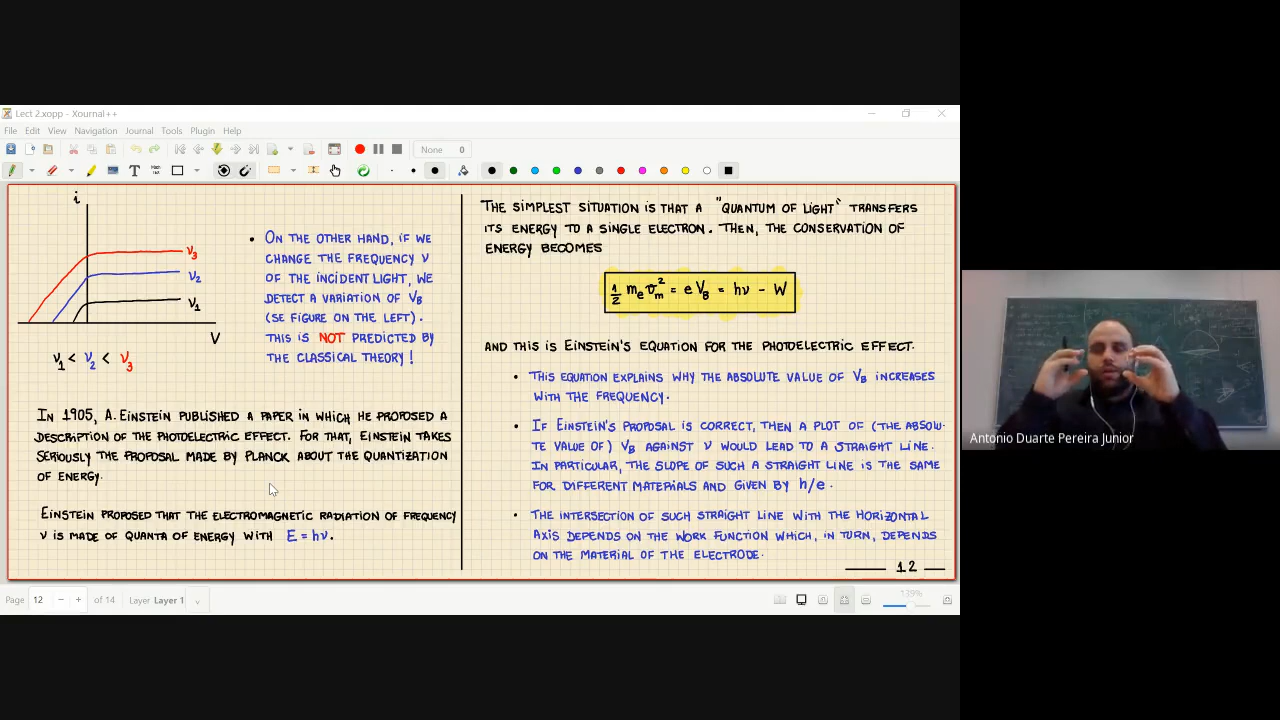 Lect 2.xopp - Xournal++
File Edit View Navigation Journal Tools Plugin Help
None 0
i
ν3
ν2
ν1
V
ν1 < ν2 < ν3
• ON THE OTHER HAND, IF WE
CHANGE THE FREQUENCY ν
OF THE INCIDENT LIGHT, WE
DETECT A VARIATION OF VB
(SE FIGURE ON THE LEFT).
THIS IS NOT PREDICTED BY
THE CLASSICAL THEORY!
IN 1905, A. EINSTEIN PUBLISHED A PAPER IN WHICH HE PROPOSED A
DESCRIPTION OF THE PHOTOELECTRIC EFFECT. FOR THAT, EINSTEIN TAKES
SERIOUSLY THE PROPOSAL MADE BY PLANCK ABOUT THE QUANTIZATION
OF ENERGY.
EINSTEIN PROPOSED THAT THE ELECTROMAGNETIC RADIATION OF FREQUENCY
ν IS MADE OF QUANTA OF ENERGY WITH E = hν.
THE SIMPLEST SITUATION IS THAT A "QUANTUM OF LIGHT" TRANSFERS
ITS ENERGY TO A SINGLE ELECTRON. THEN, THE CONSERVATION OF
ENERGY BECOMES
1/2 me vm² = e VB = hν - W
AND THIS IS EINSTEIN'S EQUATION FOR THE PHOTOELECTRIC EFFECT.
• THIS EQUATION EXPLAINS WHY THE ABSOLUTE VALUE OF VB INCREASES
WITH THE FREQUENCY.
• IF EINSTEIN'S PROPOSAL IS CORRECT, THEN A PLOT OF (THE ABSOLU-
TE VALUE OF) VB AGAINST ν WOULD LEAD TO A STRAIGHT LINE.
IN PARTICULAR, THE SLOPE OF SUCH A STRAIGHT LINE IS THE SAME
FOR DIFFERENT MATERIALS AND GIVEN BY h/e.
• THE INTERSECTION OF SUCH STRAIGHT LINE WITH THE HORIZONTAL
AXIS DEPENDS ON THE WORK FUNCTION WHICH, IN TURN, DEPENDS
ON THE MATERIAL OF THE ELECTRODE.
12
Page 12 of 14 Layer Layer 1
139%
Antonio Duarte Pereira Junior